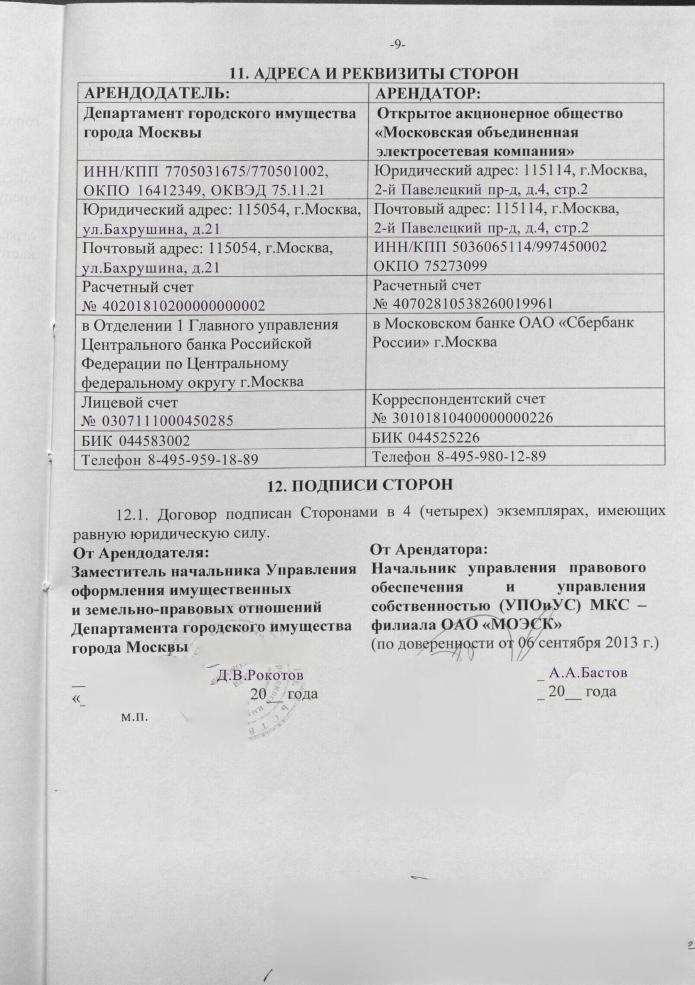 -9-
11. АДРЕСА И РЕКВИЗИТЫ СТОРОН
АРЕНДОДАТЕЛЬ:
АРЕНДАТОР:
Департамент городского имущества
города Москвы
Открытое акционерное общество
«Московская объединенная
электросетевая компания»
ИНН/КПП 7705031675/770501002,
ОКПО 16412349, ОКВЭД 75.11.21
Юридический адрес: 115114, г.Москва,
2-й Павелецкий пр-д, д.4, стр.2
Юридический адрес: 115054, г.Москва,
ул.Бахрушина, д.21
Почтовый адрес: 115114, г.Москва,
2-й Павелецкий пр-д, д.4, стр.2
Почтовый адрес: 115054, г.Москва,
ул.Бахрушина, д.21
ИНН/КПП 5036065114/997450002
ОКПО 75273099
Расчетный счет
№ 40201810200000000002
Расчетный счет
№ 40702810538260019961
в Отделении 1 Главного управления
Центрального банка Российской
Федерации по Центральному
федеральному округу г.Москва
в Московском банке ОАО «Сбербанк
России» г.Москва
Лицевой счет
№ 0307111000450285
Корреспондентский счет
№ 30101810400000000226
БИК 044583002
БИК 044525226
Телефон 8-495-959-18-89
Телефон 8-495-980-12-89
12. ПОДПИСИ СТОРОН
12.1. Договор подписан Сторонами в 4 (четырех) экземплярах, имеющих
равную юридическую силу.
От Арендодателя:
Заместитель начальника Управления
оформления имущественных
и земельно-правовых отношений
Департамента городского имущества
города Москвы
Д.В.Рокотов
«_ 20__ года
м.п.
От Арендатора:
Начальник управления правового
обеспечения и управления
собственностью (УПОиУС) МКС –
филиала ОАО «МОЭСК»
(по доверенности от 06 сентября 2013 г.)
_ А.А.Бастов
_ 20__ года